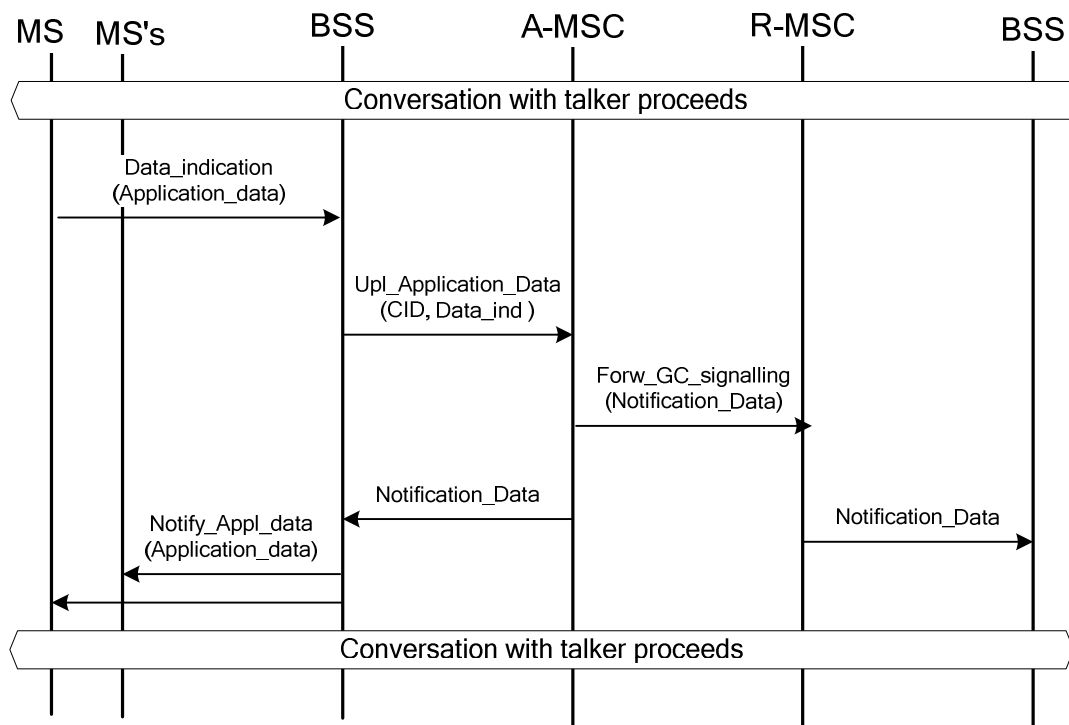 MS MS's BSS A-MSC R-MSC BSS
Conversation with talker proceeds
Data_indication
(Application_data)
Upl_Application_Data
(CID, Data_ind )
Forw_GC_signalling
(Notification_Data)
Notification_Data
Notification_Data
Notify_Appl_data
(Application_data)
Conversation with talker proceeds